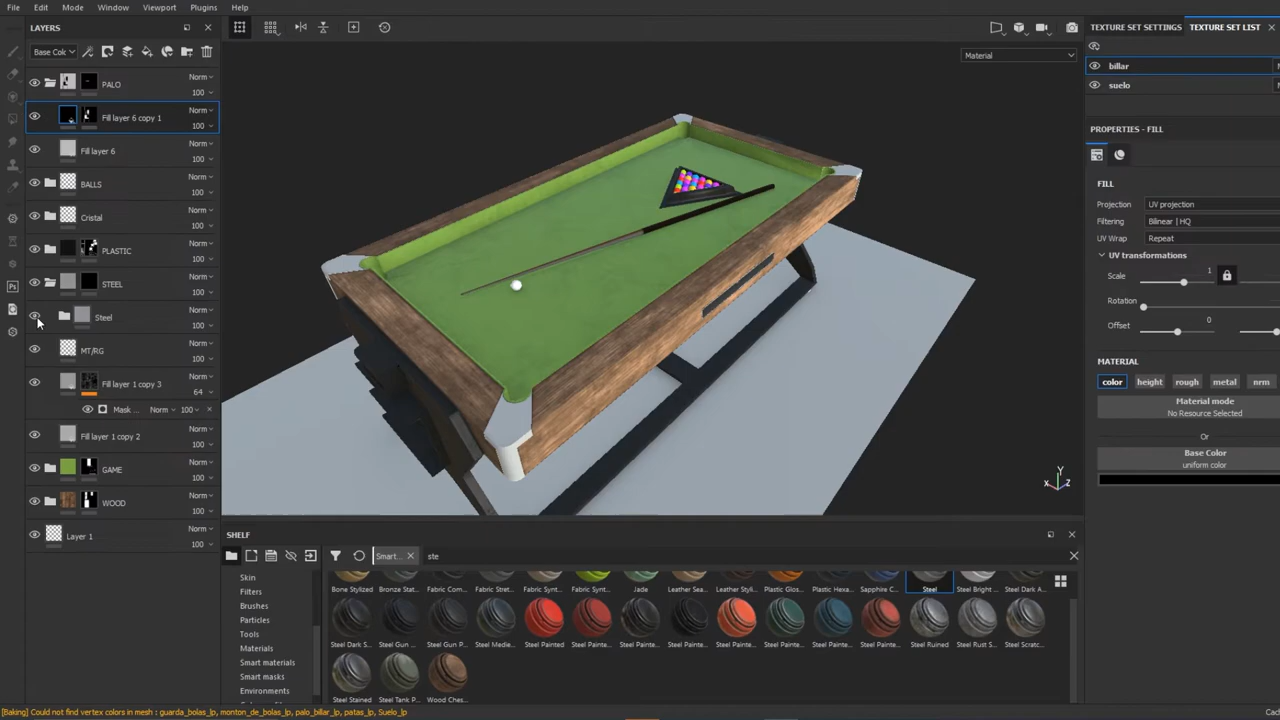 File Edit Mode Window Viewport Plugins Help
LAYERS
Base Colo
PALO Norm 100
Fill layer 6 copy 1 Norm 100
Fill layer 6 Norm 100
BALLS Norm 100
Cristal Norm 100
PLASTIC Norm 100
STEEL Norm 100
Steel Norm 100
MT/RG Norm 100
Fill layer 1 copy 3 Norm 64
Mask ... Norm 100
Fill layer 1 copy 2 Norm 100
GAME Norm 100
WOOD Norm 100
Layer 1 Norm 100
Material
Y
X Z
TEXTURE SET SETTINGS TEXTURE SET LIST
billar
suelo
PROPERTIES - FILL
FILL
Projection UV projection
Filtering Bilinear | HQ
UV Wrap Repeat
UV transformations
Scale 1
Rotation
Offset 0
MATERIAL
color height rough metal nrm
Material mode
No Resource Selected
Or
Base Color
uniform color
SHELF
Smart... ste
Skin
Filters
Brushes
Particles
Tools
Materials
Smart materials
Smart masks
Environments
Bone Stylized Bronze Stat... Fabric Com... Fabric Stret... Fabric Synt... Fabric Synt... Jade Leather Sea... Leather Styli... Plastic Glos... Plastic Hexa... Sapphire C... Steel Steel Bright ... Steel Dark A...
Steel Dark S... Steel Gun ... Steel Gun P... Steel Medie... Steel Painted Steel Painte... Steel Painte... Steel Painte... Steel Painte... Steel Painte... Steel Painte... Steel Painte... Steel Ruined Steel Rust S... Steel Scratc...
Steel Stained Steel Tank P... Wood Ches...
[Baking] Could not find vertex colors in mesh : guarda_bolas_lp, monton_de_bolas_lp, palo_billar_lp, patas_lp, Suelo_lp